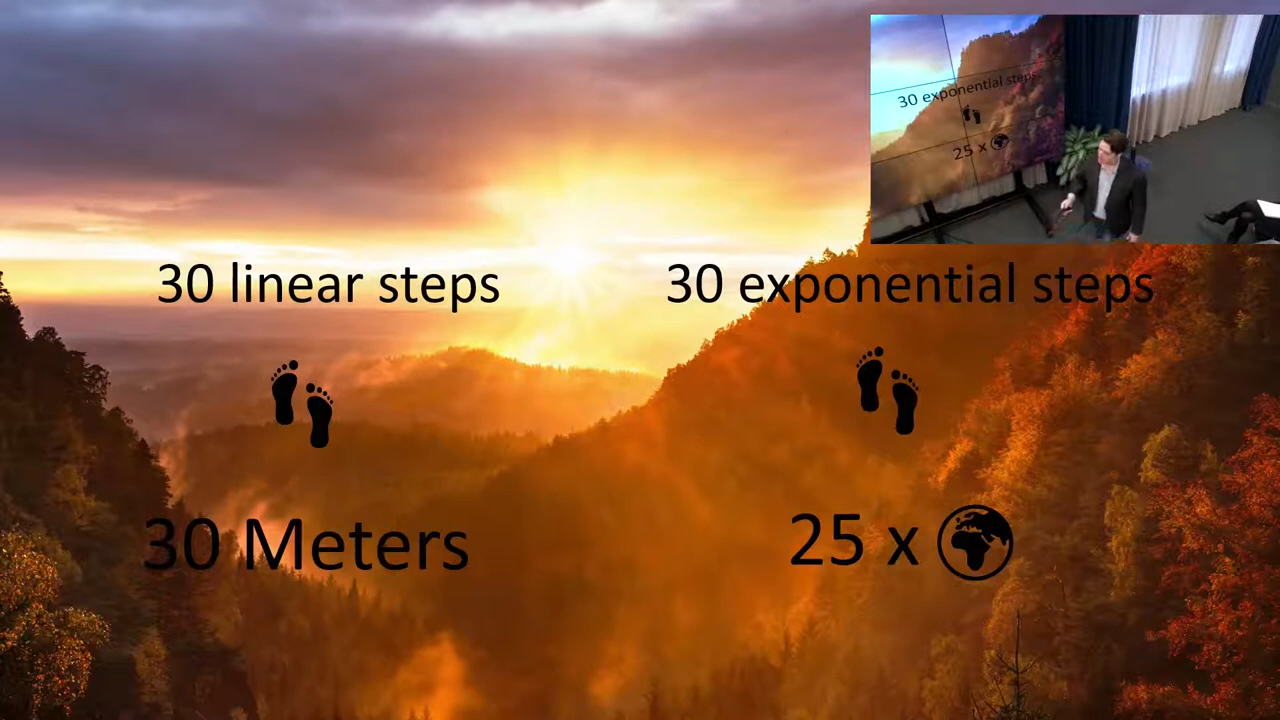 30 linear steps
30 exponential steps
30 Meters
25 x
30 exponential steps
25 x